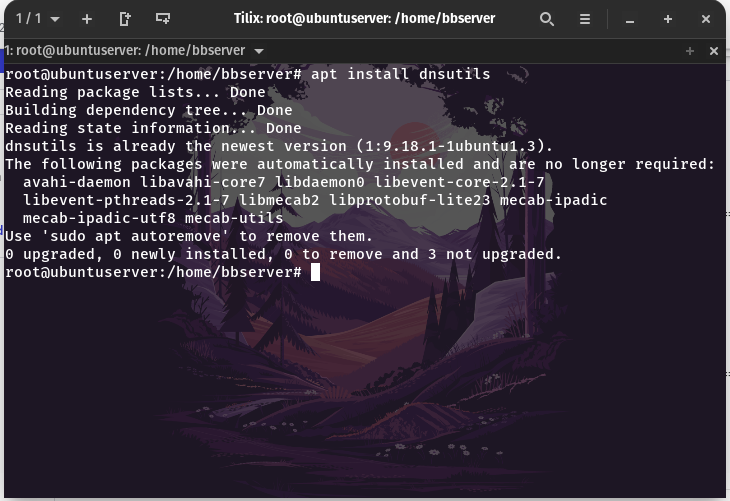 1 / 1
Tilix: root@ubuntuserver: /home/bbserver
1: root@ubuntuserver: /home/bbserver
root@ubuntuserver:/home/bbserver# apt install dnsutils
Reading package lists... Done
Building dependency tree... Done
Reading state information... Done
dnsutils is already the newest version (1:9.18.1-1ubuntu1.3).
The following packages were automatically installed and are no longer required:
  avahi-daemon libavahi-core7 libdaemon0 libevent-core-2.1-7
  libevent-pthreads-2.1-7 libmecab2 libprotobuf-lite23 mecab-ipadic
  mecab-ipadic-utf8 mecab-utils
Use 'sudo apt autoremove' to remove them.
0 upgraded, 0 newly installed, 0 to remove and 3 not upgraded.
root@ubuntuserver:/home/bbserver#